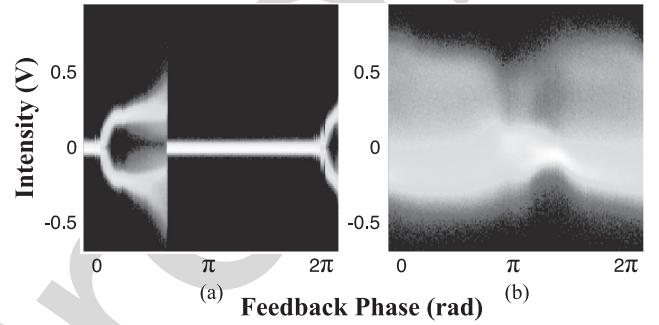 Intensity (V)
0.5
0
-0.5
0
π
2π
(a)
0.5
0
-0.5
0
π
2π
(b)
Feedback Phase (rad)